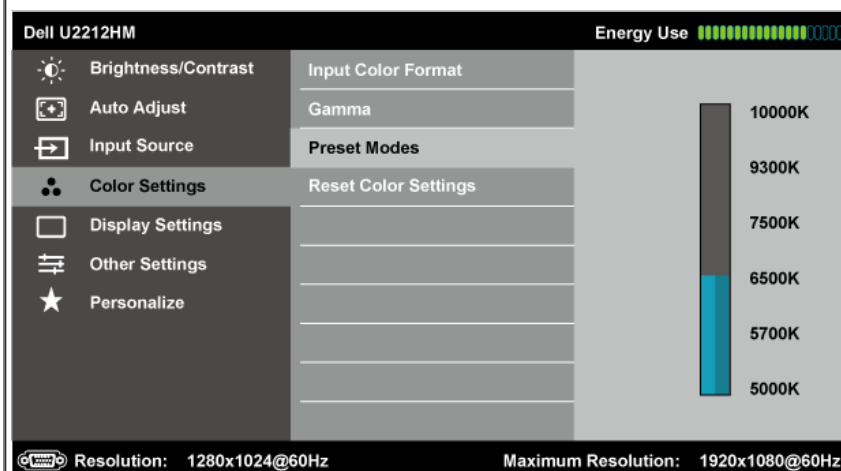 Dell U2212HM
Energy Use
Brightness/Contrast
Auto Adjust
Input Source
Color Settings
Display Settings
Other Settings
Personalize
Input Color Format
Gamma
Preset Modes
Reset Color Settings
10000K
9300K
7500K
6500K
5700K
5000K
Resolution: 1280x1024@60Hz
Maximum Resolution: 1920x1080@60Hz